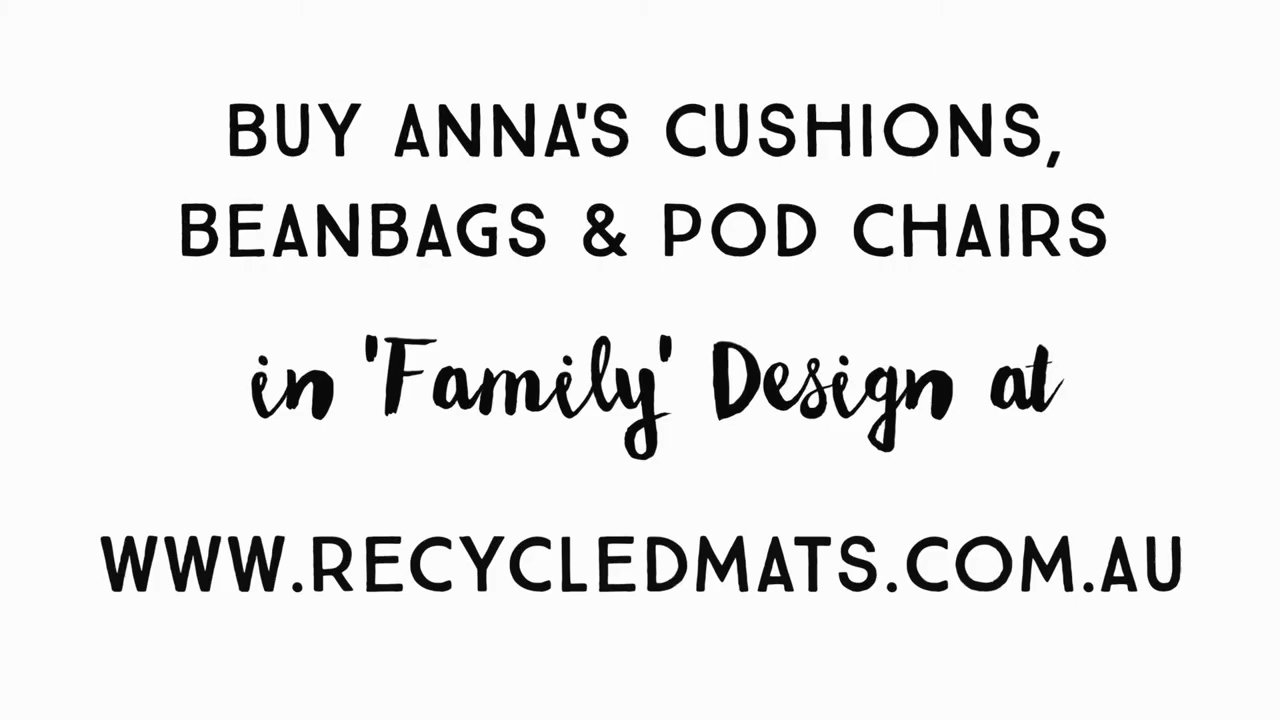 BUY ANNA'S CUSHIONS,
BEANBAGS & POD CHAIRS
in 'Family' Design at
WWW.RECYCLEDMATS.COM.AU